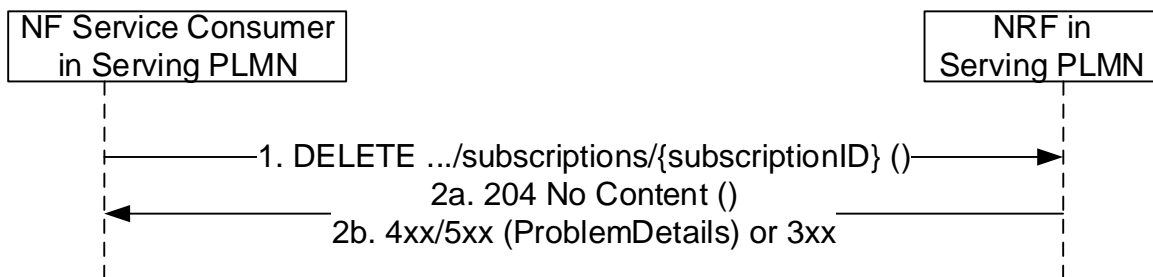 NF Service Consumer
in Serving PLMN
NRF in
Serving PLMN
1. DELETE .../subscriptions/{subscriptionID} ()
2a. 204 No Content ()
2b. 4xx/5xx (ProblemDetails) or 3xx